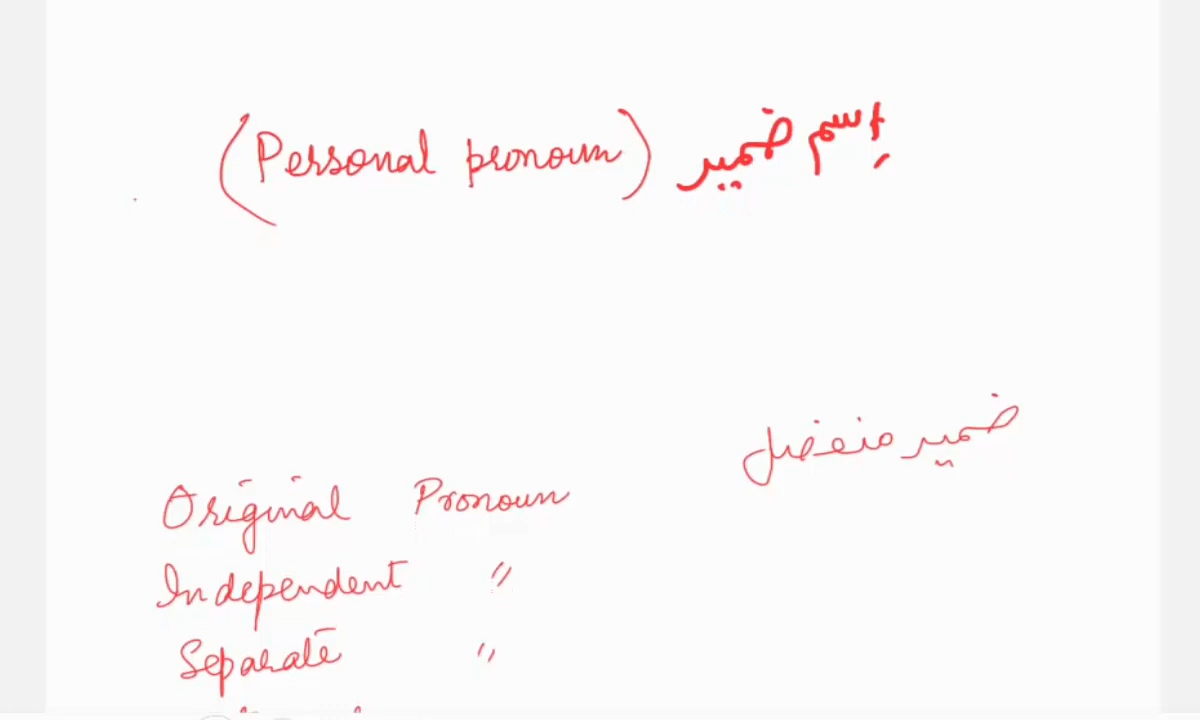 إسم ضمير (Personal pronoun)
ضمير منفصل
Original Pronoun
Independent "
Separate "